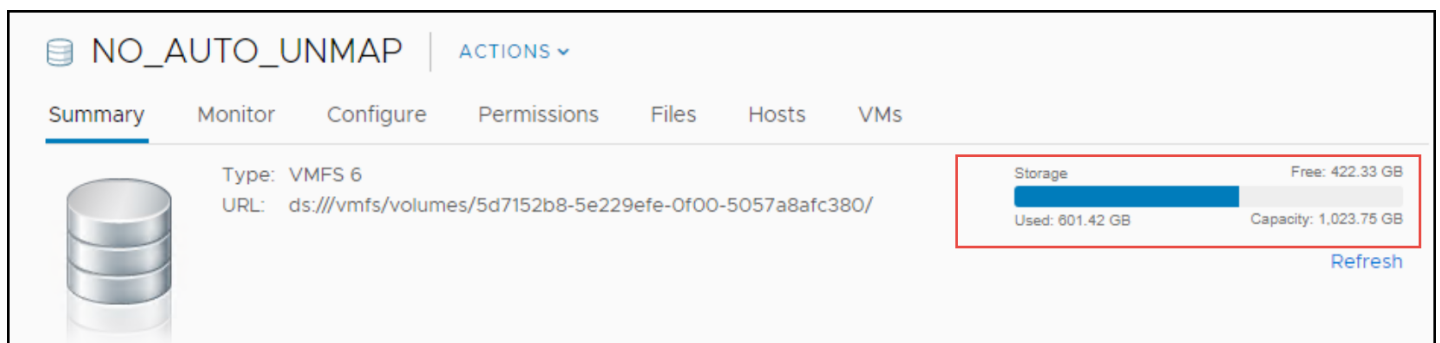 NO_AUTO_UNMAP ACTIONS
Summary Monitor Configure Permissions Files Hosts VMs
Type: VMFS 6
URL: ds:///vmfs/volumes/5d7152b8-5e229efe-0f00-5057a8afc380/
Storage Free: 422.33 GB
Used: 601.42 GB Capacity: 1,023.75 GB
Refresh